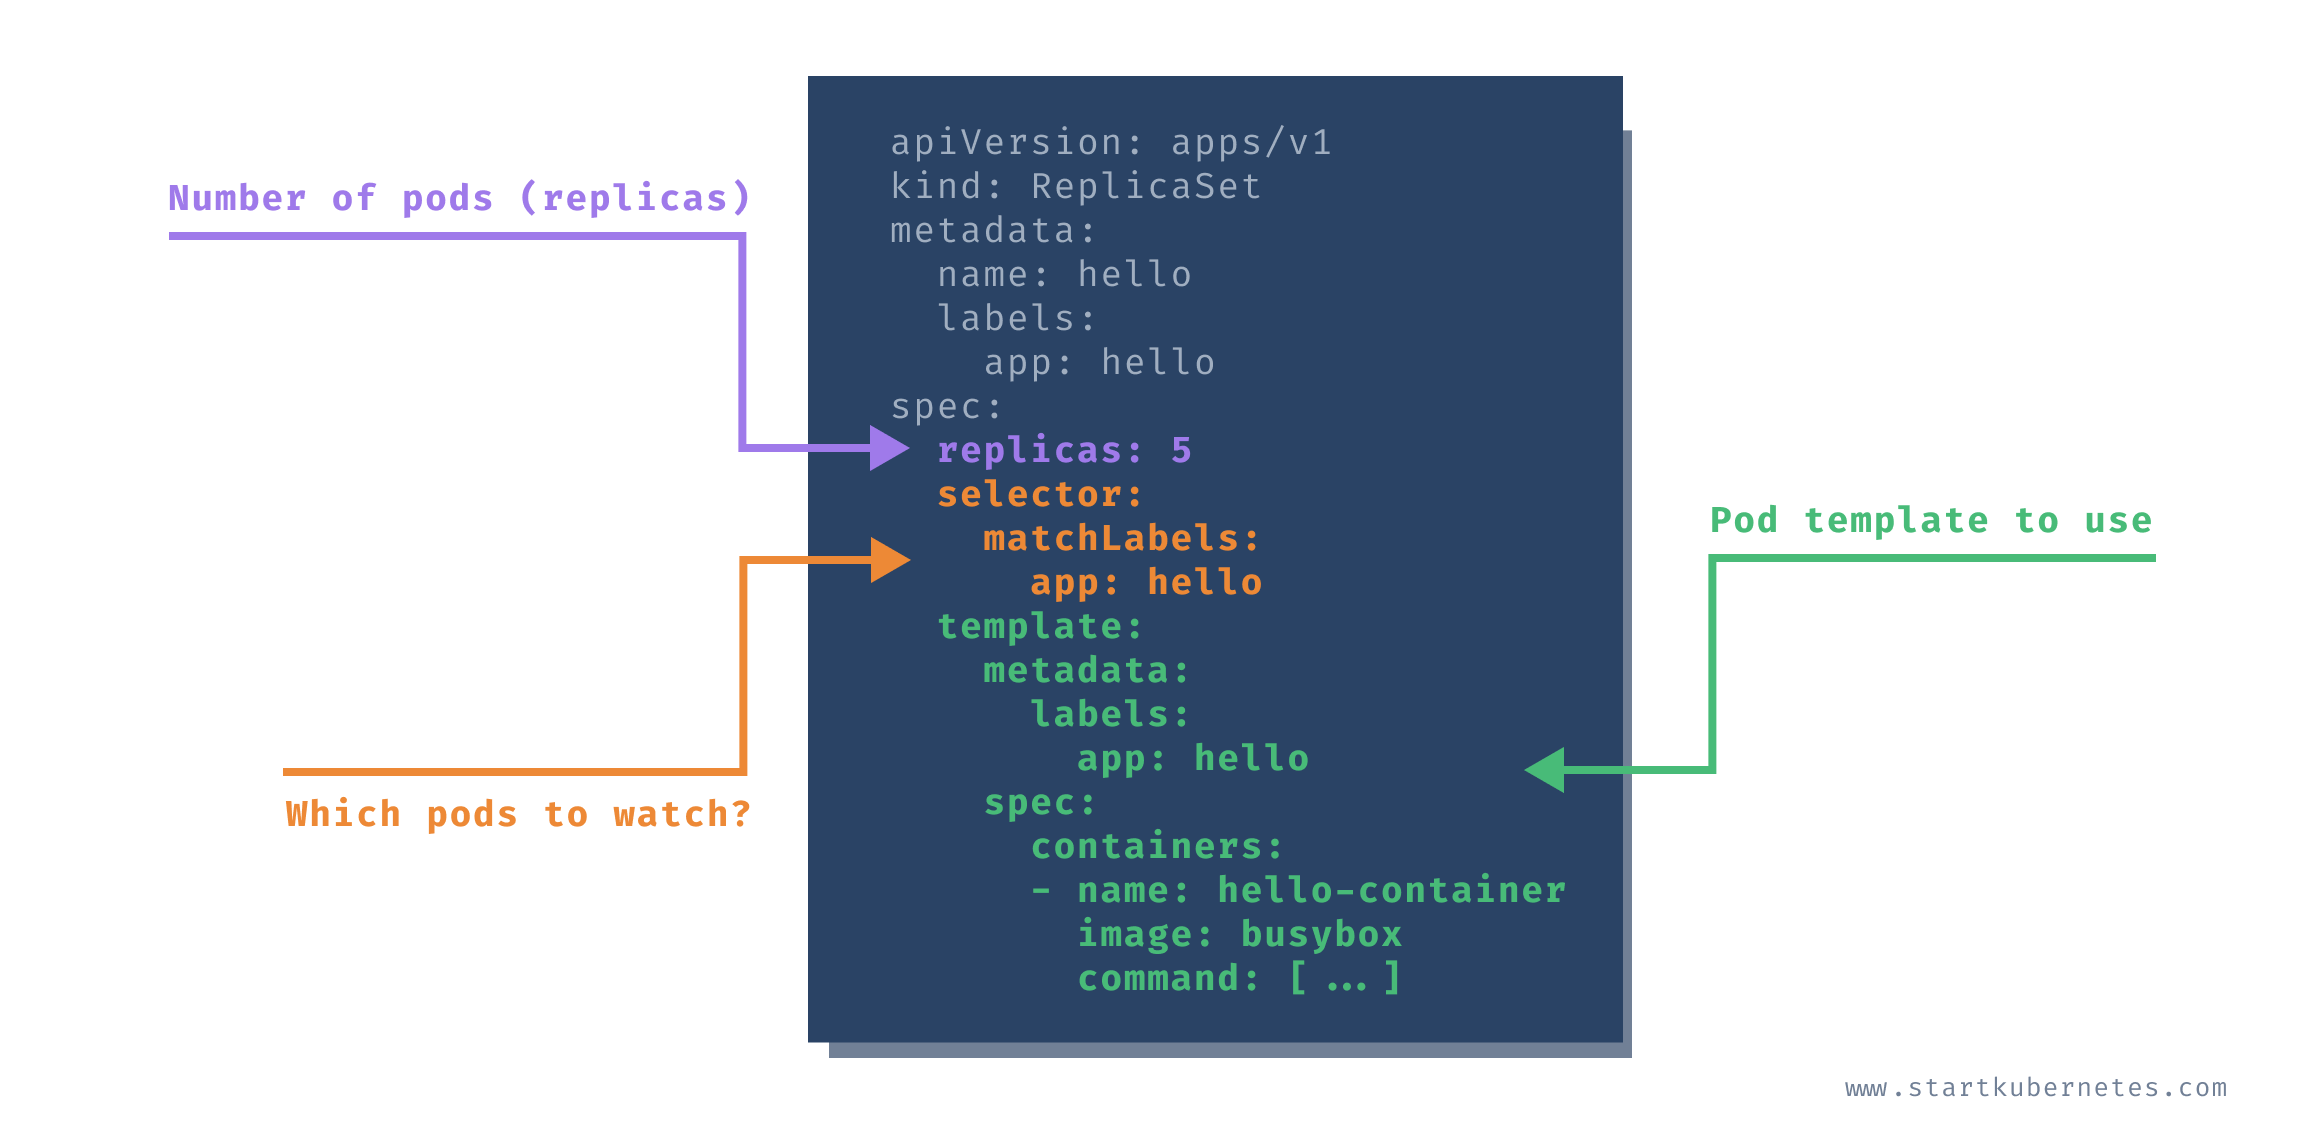 Number of pods (replicas)
apiVersion: apps/v1
kind: ReplicaSet
metadata:
  name: hello
  labels:
    app: hello
spec:
  replicas: 5
  selector:
    matchLabels:
      app: hello
  template:
    metadata:
      labels:
        app: hello
    spec:
      containers:
      - name: hello-container
        image: busybox
        command: [ ... ]
Which pods to watch?
Pod template to use
www.startkubernetes.com